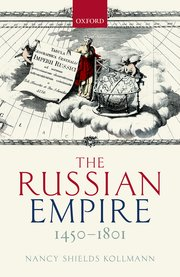 OXFORD
TABULA
IMPERII RUSSICI
THE
RUSSIAN
EMPIRE
1450–1801
NANCY SHIELDS KOLLMANN